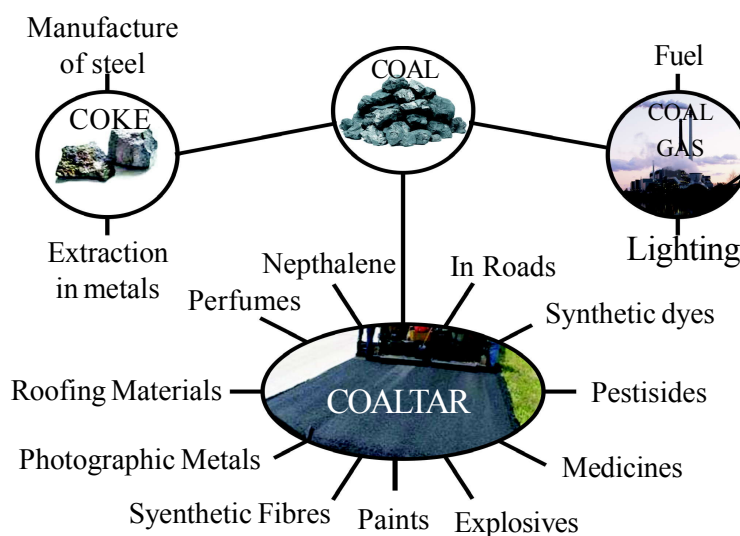 Manufacture
of steel
COKE
Extraction
in metals
COAL
Fuel
COAL
GAS
Lighting
Nepthalene
In Roads
Perfumes
Synthetic dyes
Roofing Materials
COALTAR
Pestisides
Photographic Metals
Medicines
Syenthetic Fibres
Paints
Explosives